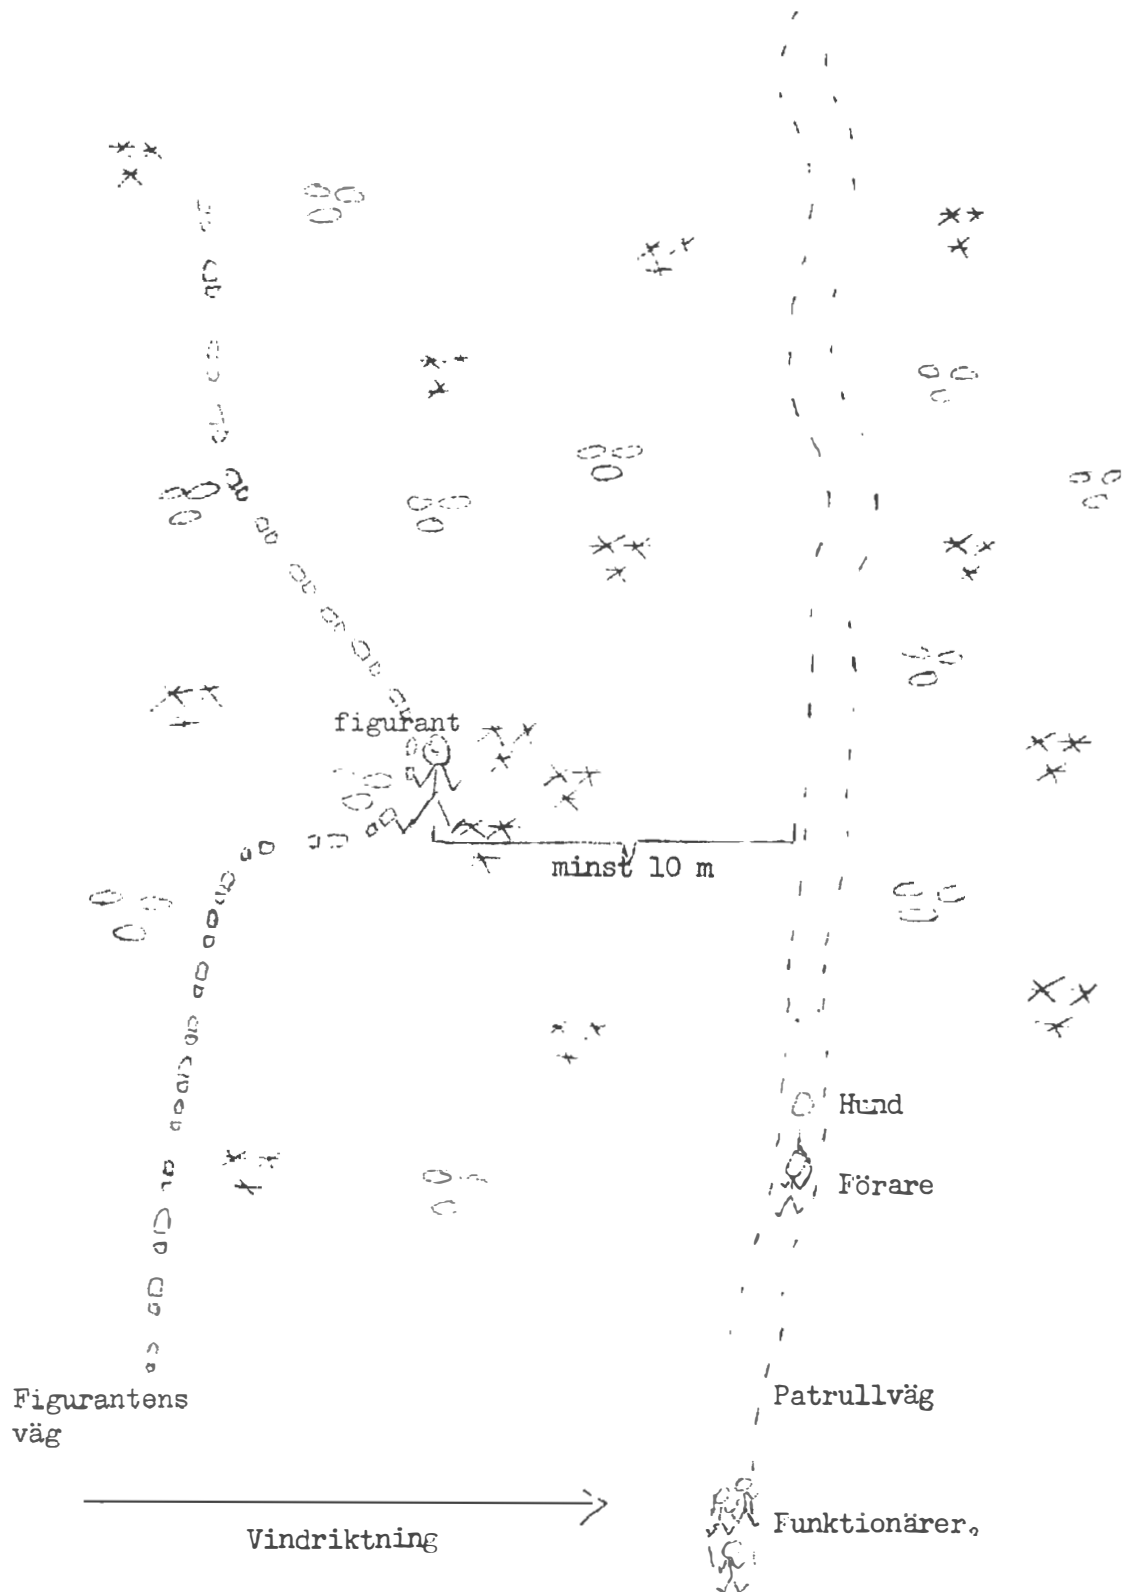 figurant
minst 10 m
Hund
Förare
Figurantens
väg
Patrullväg
Vindriktning
Funktionärer.